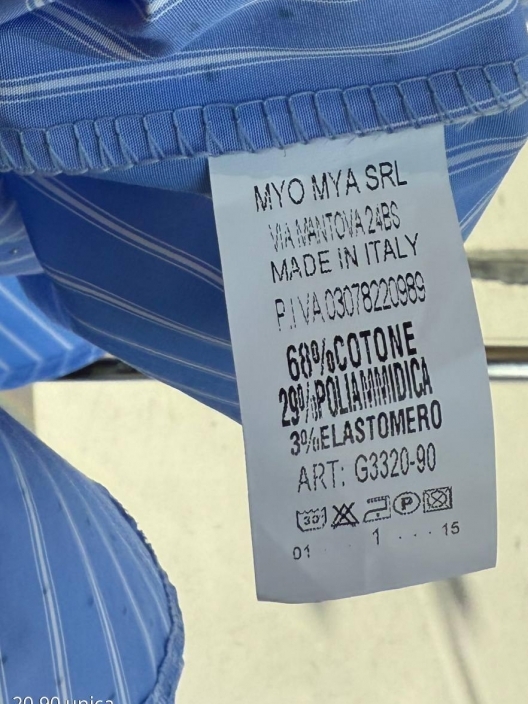 MYO MYA SRL
VIA MANTOVA 24BS
MADE IN ITALY
P.IVA 03078220989
68%COTONE
29%POLIAMMIDICA
3%ELASTOMERO
ART: G3320-90
30 P
01 ... 1 ... 15
20,90 unica